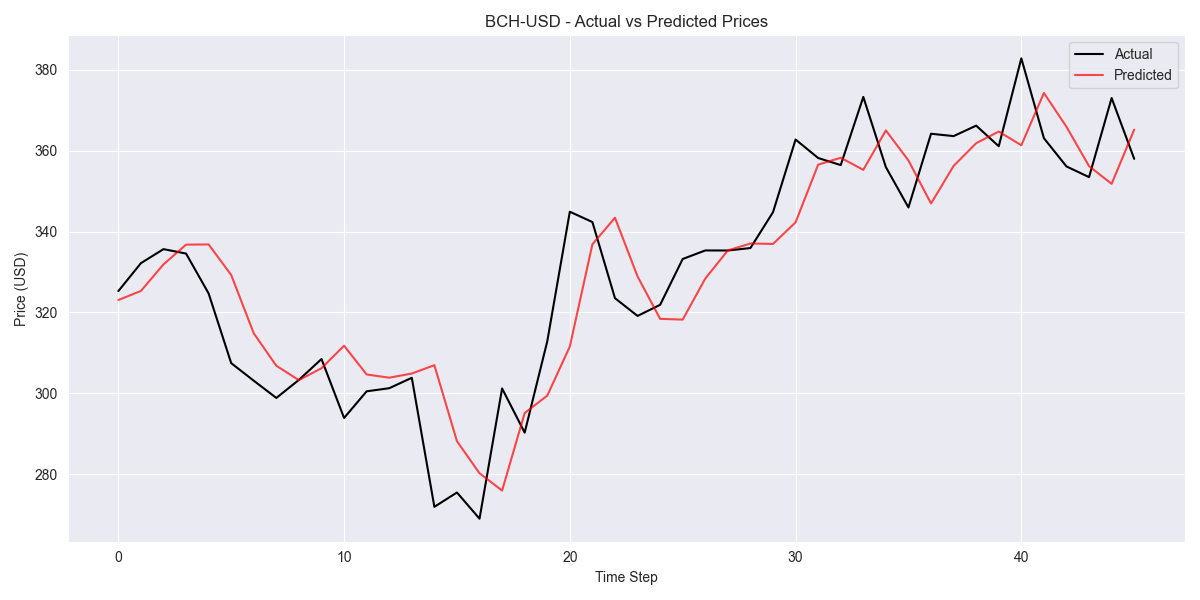 BCH-USD - Actual vs Predicted Prices
Actual
Predicted
380
360
340
320
300
280
Price (USD)
0 10 20 30 40
Time Step